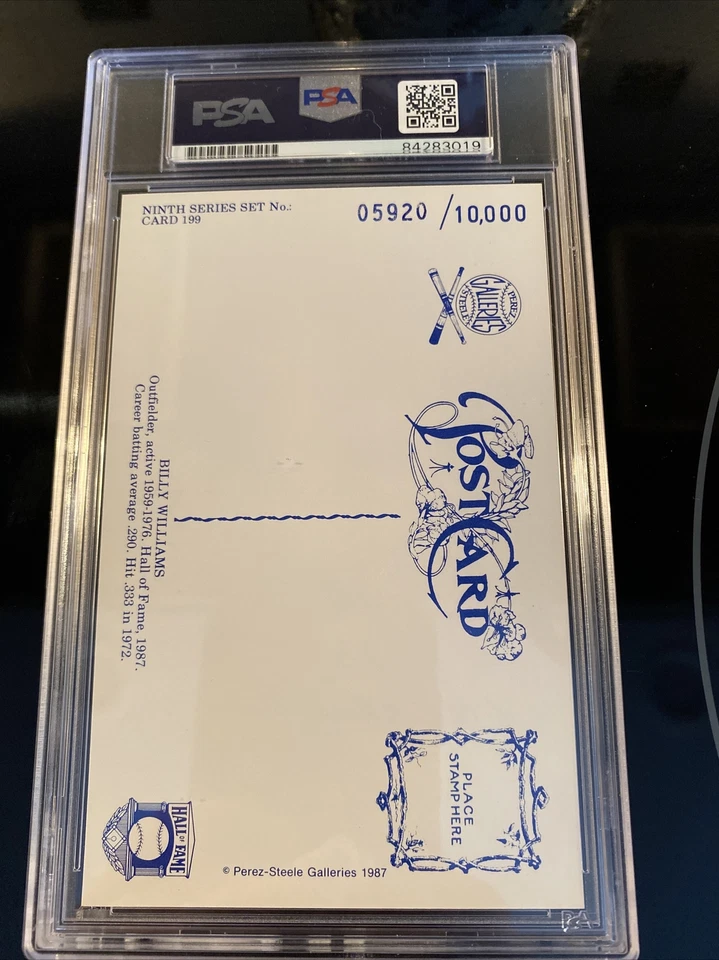 PSA
PSA
84283019
NINTH SERIES SET No.:
CARD 199
05920 / 10,000
PEREZ
STEELE
GALLERIES
POST CARD
BILLY WILLIAMS
Outfielder, active 1959-1976. Hall of Fame, 1987.
Career batting average .290. Hit .333 in 1972.
PLACE
STAMP HERE
HALL OF FAME
© Perez-Steele Galleries 1987
PSA